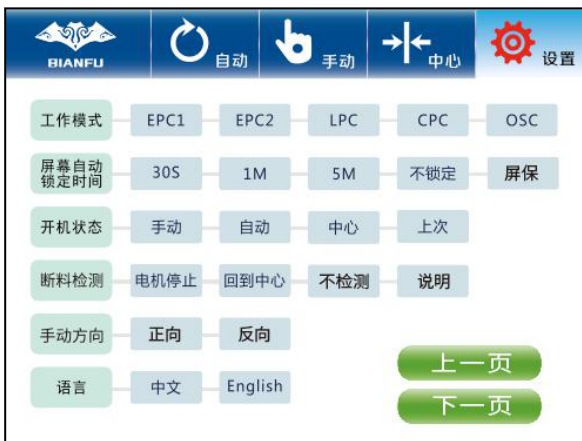 BIANFU 自动 手动 中心 设置
工作模式 EPC1 EPC2 LPC CPC OSC
屏幕自动
锁定时间 30S 1M 5M 不锁定 屏保
开机状态 手动 自动 中心 上次
断料检测 电机停止 回到中心 不检测 说明
手动方向 正向 反向
上一页
语言 中文 English
下一页